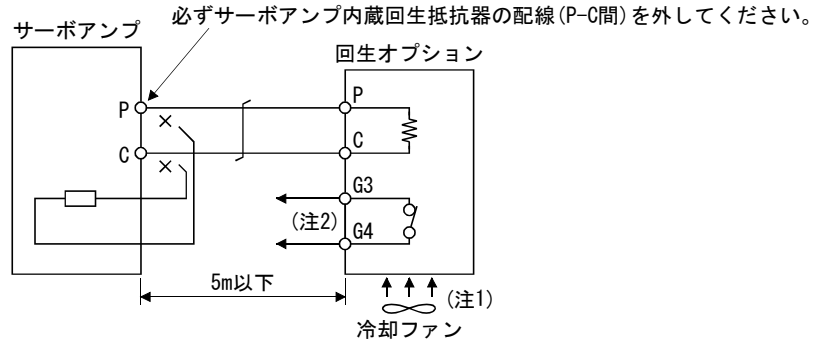 必ずサーボアンプ内蔵回生抵抗器の配線(P-C間)を外してください。
サーボアンプ
回生オプション
P
P
C
C
G3
(注2)
G4
5m以下
(注1)
冷却ファン